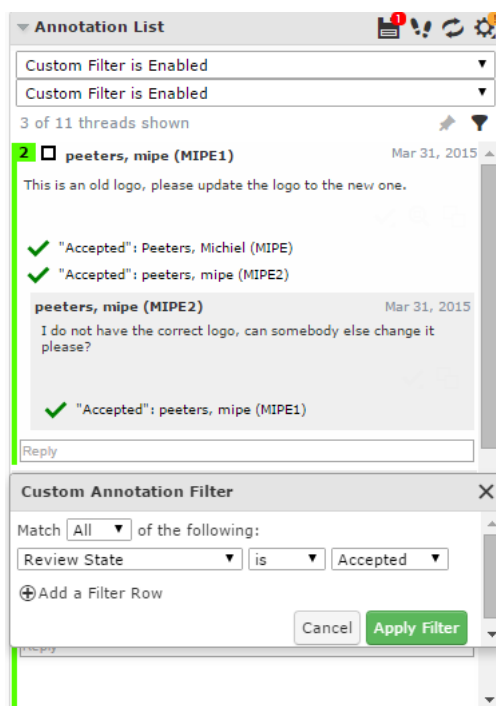 Annotation List
1
Custom Filter is Enabled
Custom Filter is Enabled
3 of 11 threads shown
2 peeters, mipe (MIPE1) Mar 31, 2015
This is an old logo, please update the logo to the new one.
"Accepted": Peeters, Michiel (MIPE)
"Accepted": peeters, mipe (MIPE2)
peeters, mipe (MIPE2) Mar 31, 2015
I do not have the correct logo, can somebody else change it
please?
"Accepted": peeters, mipe (MIPE1)
Reply
Custom Annotation Filter
Match All of the following:
Review State is Accepted
Add a Filter Row
Cancel Apply Filter
Reply